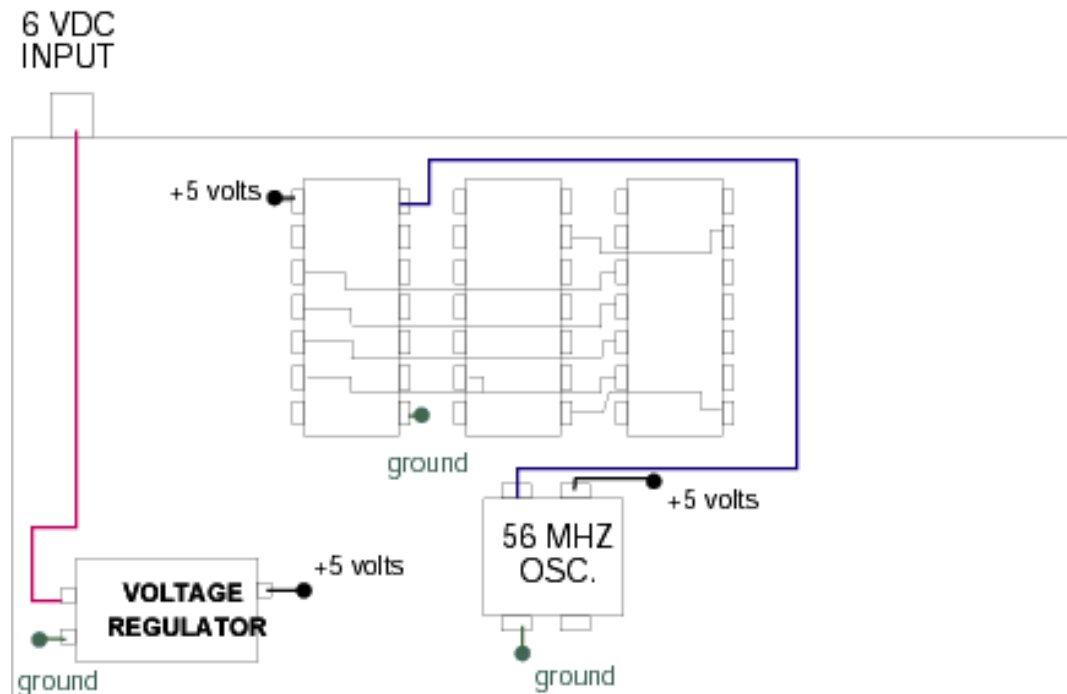 6 VDC
INPUT
+5 volts
ground
+5 volts
56 MHZ
OSC.
+5 volts
VOLTAGE
REGULATOR
ground
ground